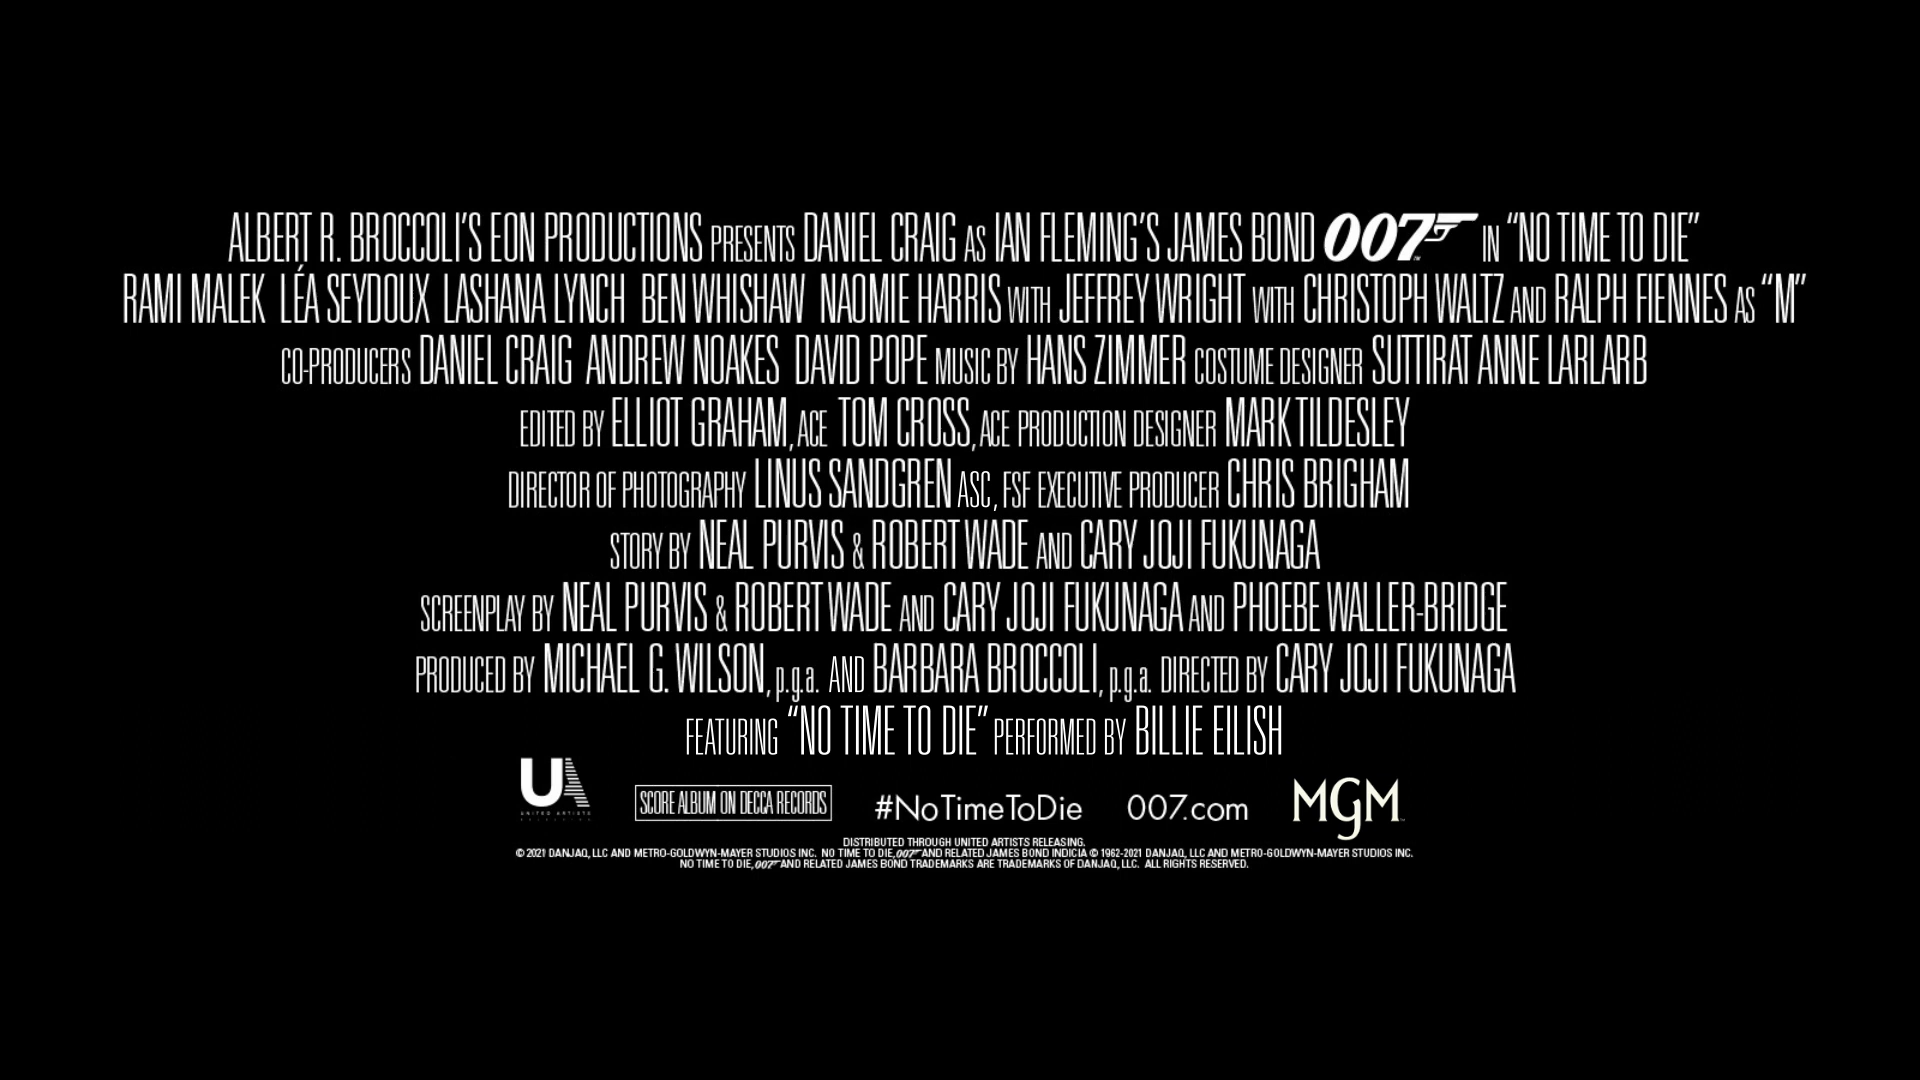 ALBERT R. BROCCOLI'S EON PRODUCTIONS PRESENTS DANIEL CRAIG AS IAN FLEMING'S JAMES BOND 007™ IN “NO TIME TO DIE”
RAMI MALEK LÉA SEYDOUX LASHANA LYNCH BEN WHISHAW NAOMIE HARRIS WITH JEFFREY WRIGHT WITH CHRISTOPH WALTZ AND RALPH FIENNES AS “M”
CO-PRODUCERS DANIEL CRAIG ANDREW NOAKES DAVID POPE MUSIC BY HANS ZIMMER COSTUME DESIGNER SUTTIRAT ANNE LARLARB
EDITED BY ELLIOT GRAHAM, ACE TOM CROSS, ACE PRODUCTION DESIGNER MARK TILDESLEY
DIRECTOR OF PHOTOGRAPHY LINUS SANDGREN ASC, FSF EXECUTIVE PRODUCER CHRIS BRIGHAM
STORY BY NEAL PURVIS & ROBERT WADE AND CARY JOJI FUKUNAGA
SCREENPLAY BY NEAL PURVIS & ROBERT WADE AND CARY JOJI FUKUNAGA AND PHOEBE WALLER-BRIDGE
PRODUCED BY MICHAEL G. WILSON, p.g.a. AND BARBARA BROCCOLI, p.g.a. DIRECTED BY CARY JOJI FUKUNAGA
FEATURING “NO TIME TO DIE” PERFORMED BY BILLIE EILISH
UA
UNITED ARTISTS
SCORE ALBUM ON DECCA RECORDS
#NoTimeToDie
007.com
MGM
DISTRIBUTED THROUGH UNITED ARTISTS RELEASING.
© 2021 DANJAQ, LLC AND METRO-GOLDWYN-MAYER STUDIOS INC. NO TIME TO DIE, 007 AND RELATED JAMES BOND INDICIA © 1962-2021 DANJAQ, LLC AND METRO-GOLDWYN-MAYER STUDIOS INC.
NO TIME TO DIE, 007 AND RELATED JAMES BOND TRADEMARKS ARE TRADEMARKS OF DANJAQ, LLC. ALL RIGHTS RESERVED.